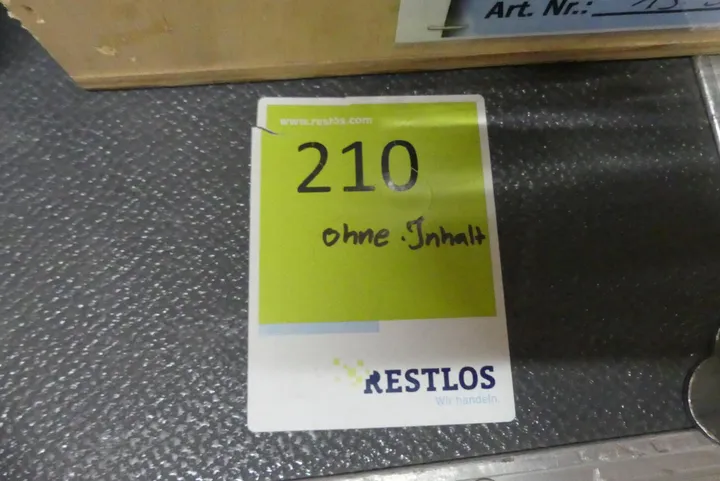 Art. Nr.:
www.restlos.com
210
ohne Inhalt
RESTLOS
Wir handeln